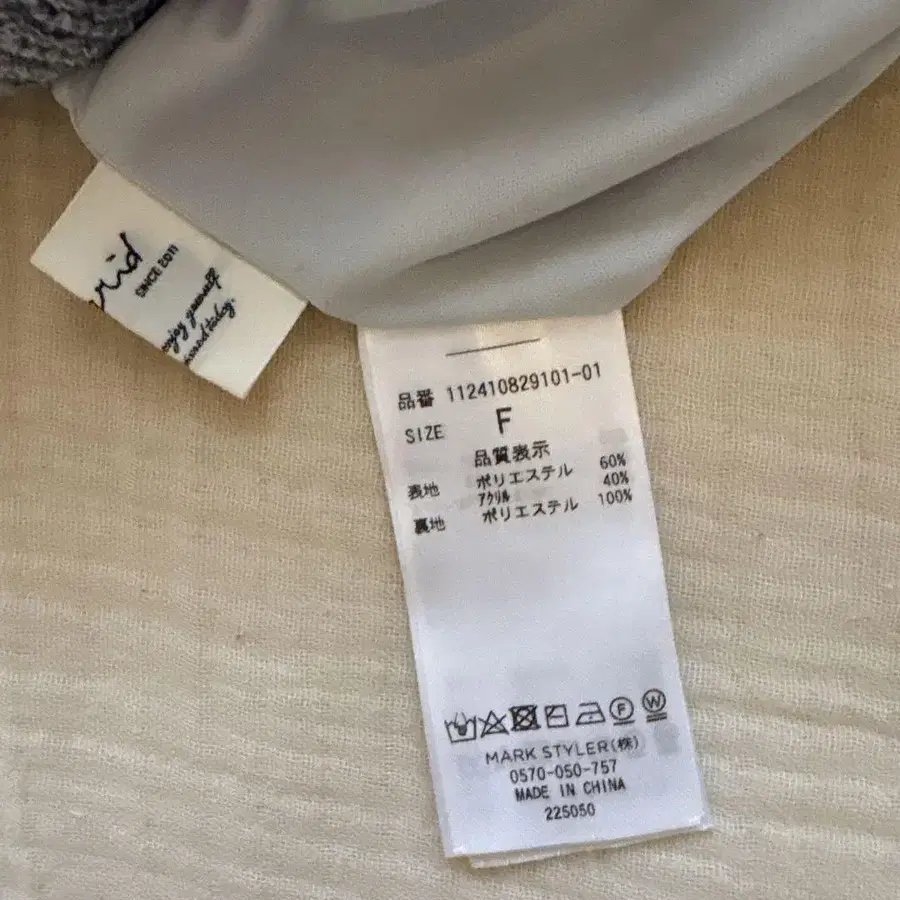 SINCE 2011
enjoy yourself
品番 112410829101-01
SIZE F
品質表示
表地 ポリエステル 60%
アクリル 40%
裏地 ポリエステル 100%
F
W
MARK STYLER(株)
0570-050-757
MADE IN CHINA
225050